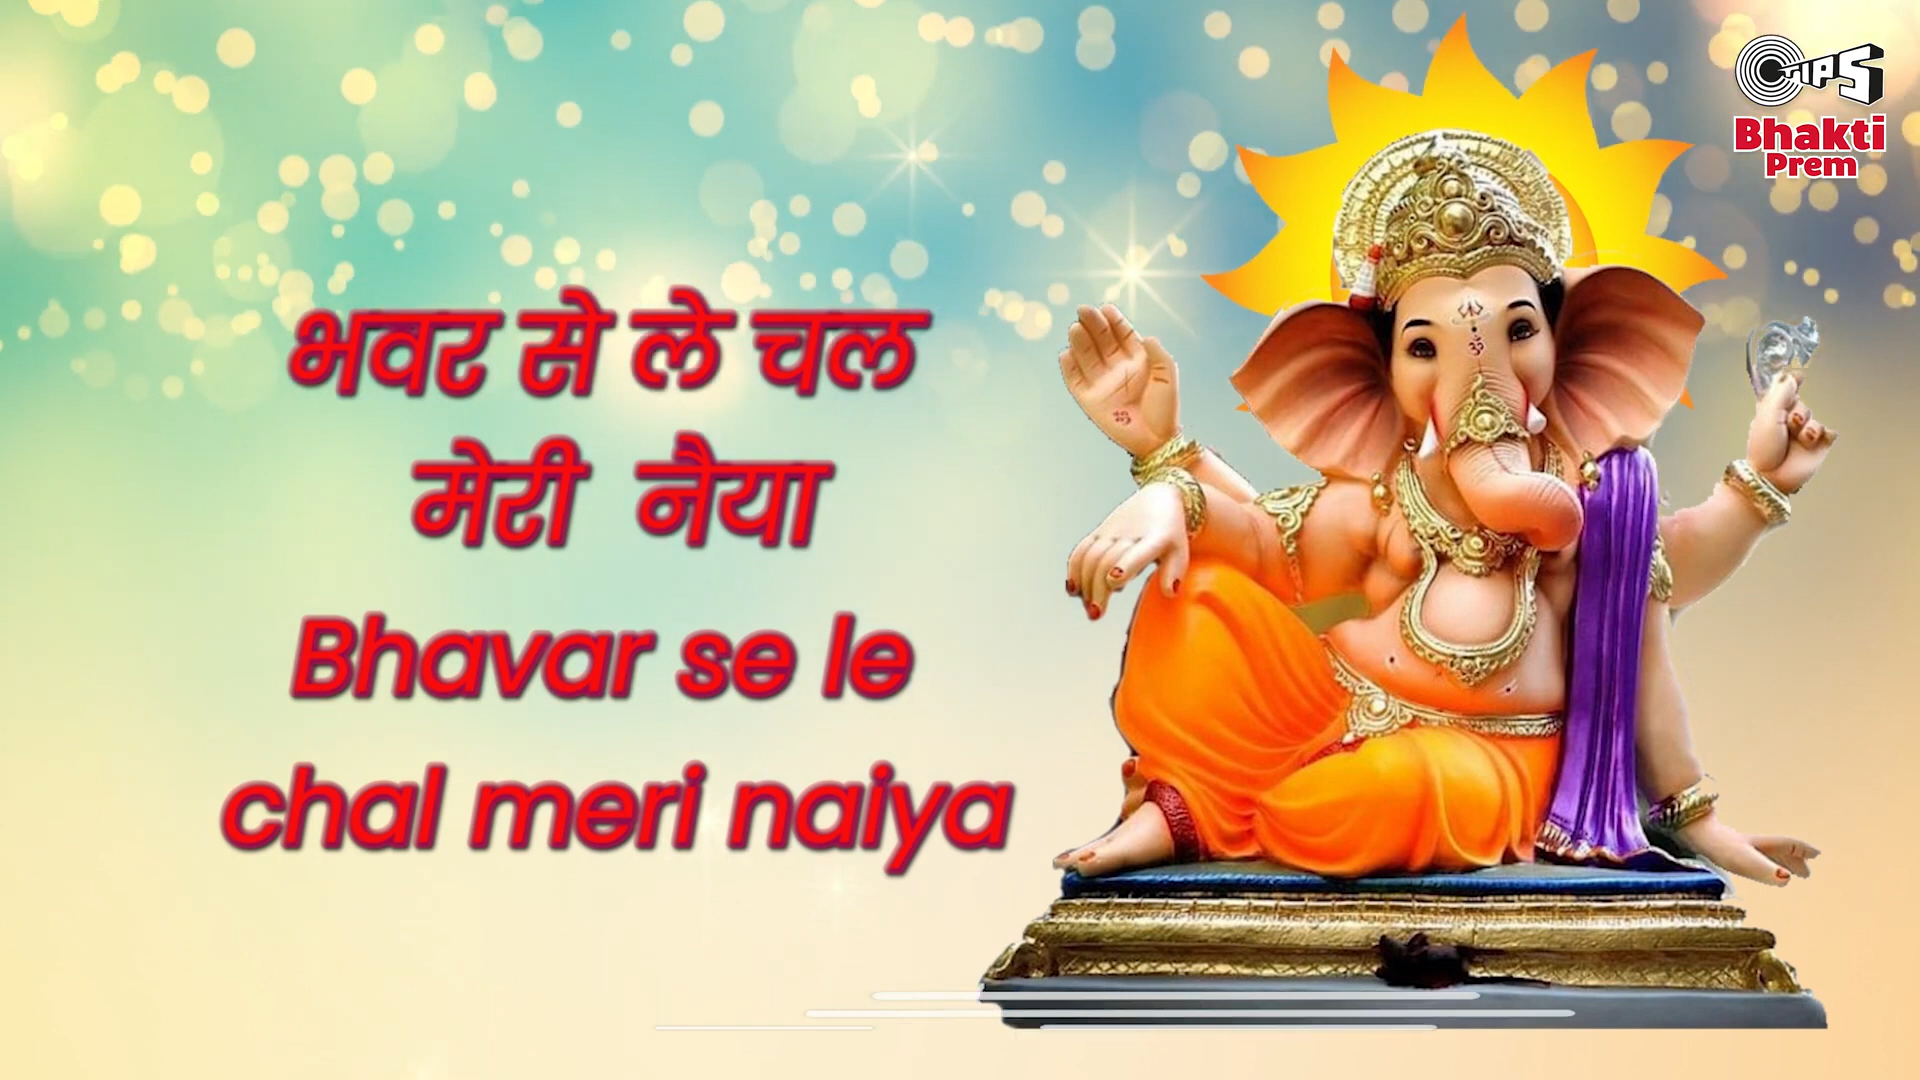 भवर से ले चल
मेरी नैया
Bhavar se le
chal meri naiya
TIPS
Bhakti
Prem